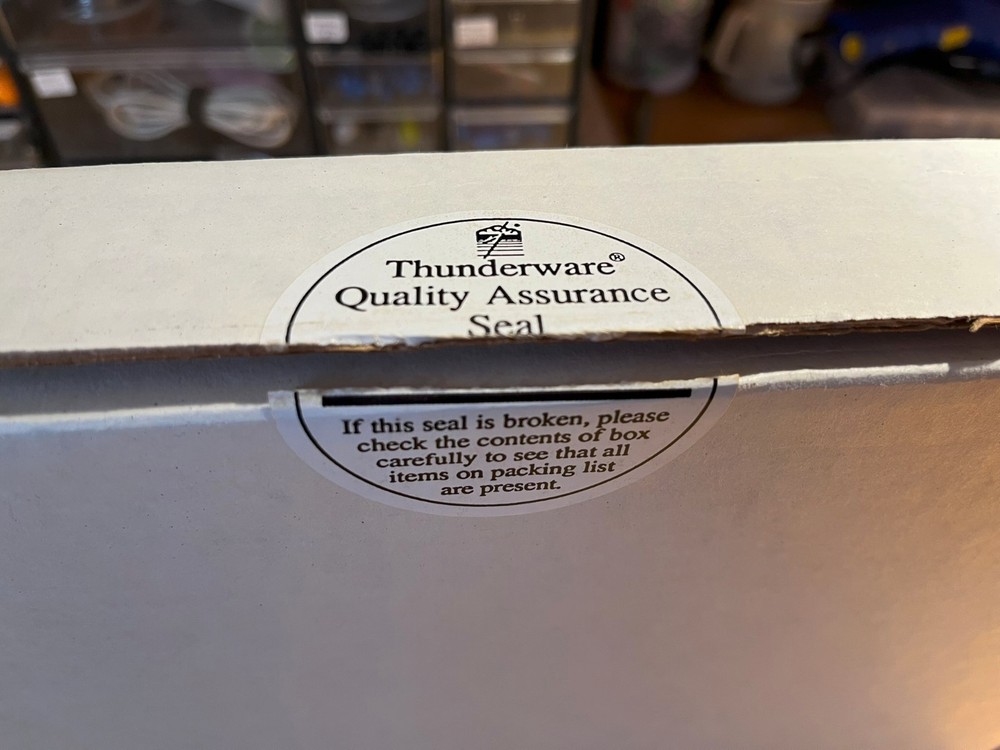 Thunderware®
Quality Assurance
Seal
If this seal is broken, please
check the contents of box
carefully to see that all
items on packing list
are present.